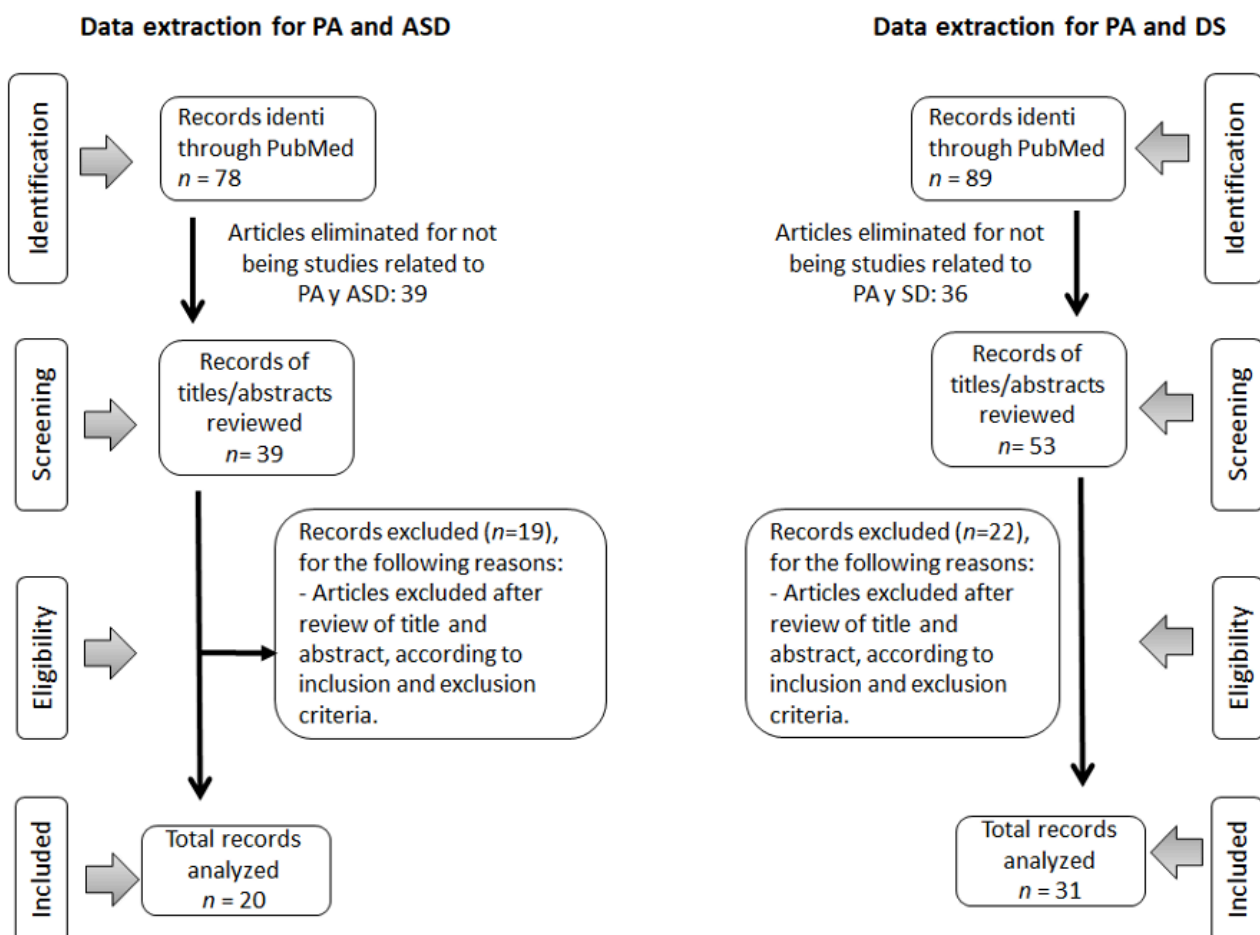 Data extraction for PA and ASD
Identification
Records identi
through PubMed
n = 78
Articles eliminated for not
being studies related to
PA y ASD: 39
Screening
Records of
titles/abstracts
reviewed
n= 39
Eligibility
Records excluded (n=19),
for the following reasons:
- Articles excluded after
review of title and
abstract, according to
inclusion and exclusion
criteria.
Included
Total records
analyzed
n = 20
Data extraction for PA and DS
Identification
Records identi
through PubMed
n = 89
Articles eliminated for not
being studies related to
PA y SD: 36
Screening
Records of
titles/abstracts
reviewed
n= 53
Eligibility
Records excluded (n=22),
for the following reasons:
- Articles excluded after
review of title and
abstract, according to
inclusion and exclusion
criteria.
Included
Total records
analyzed
n = 31